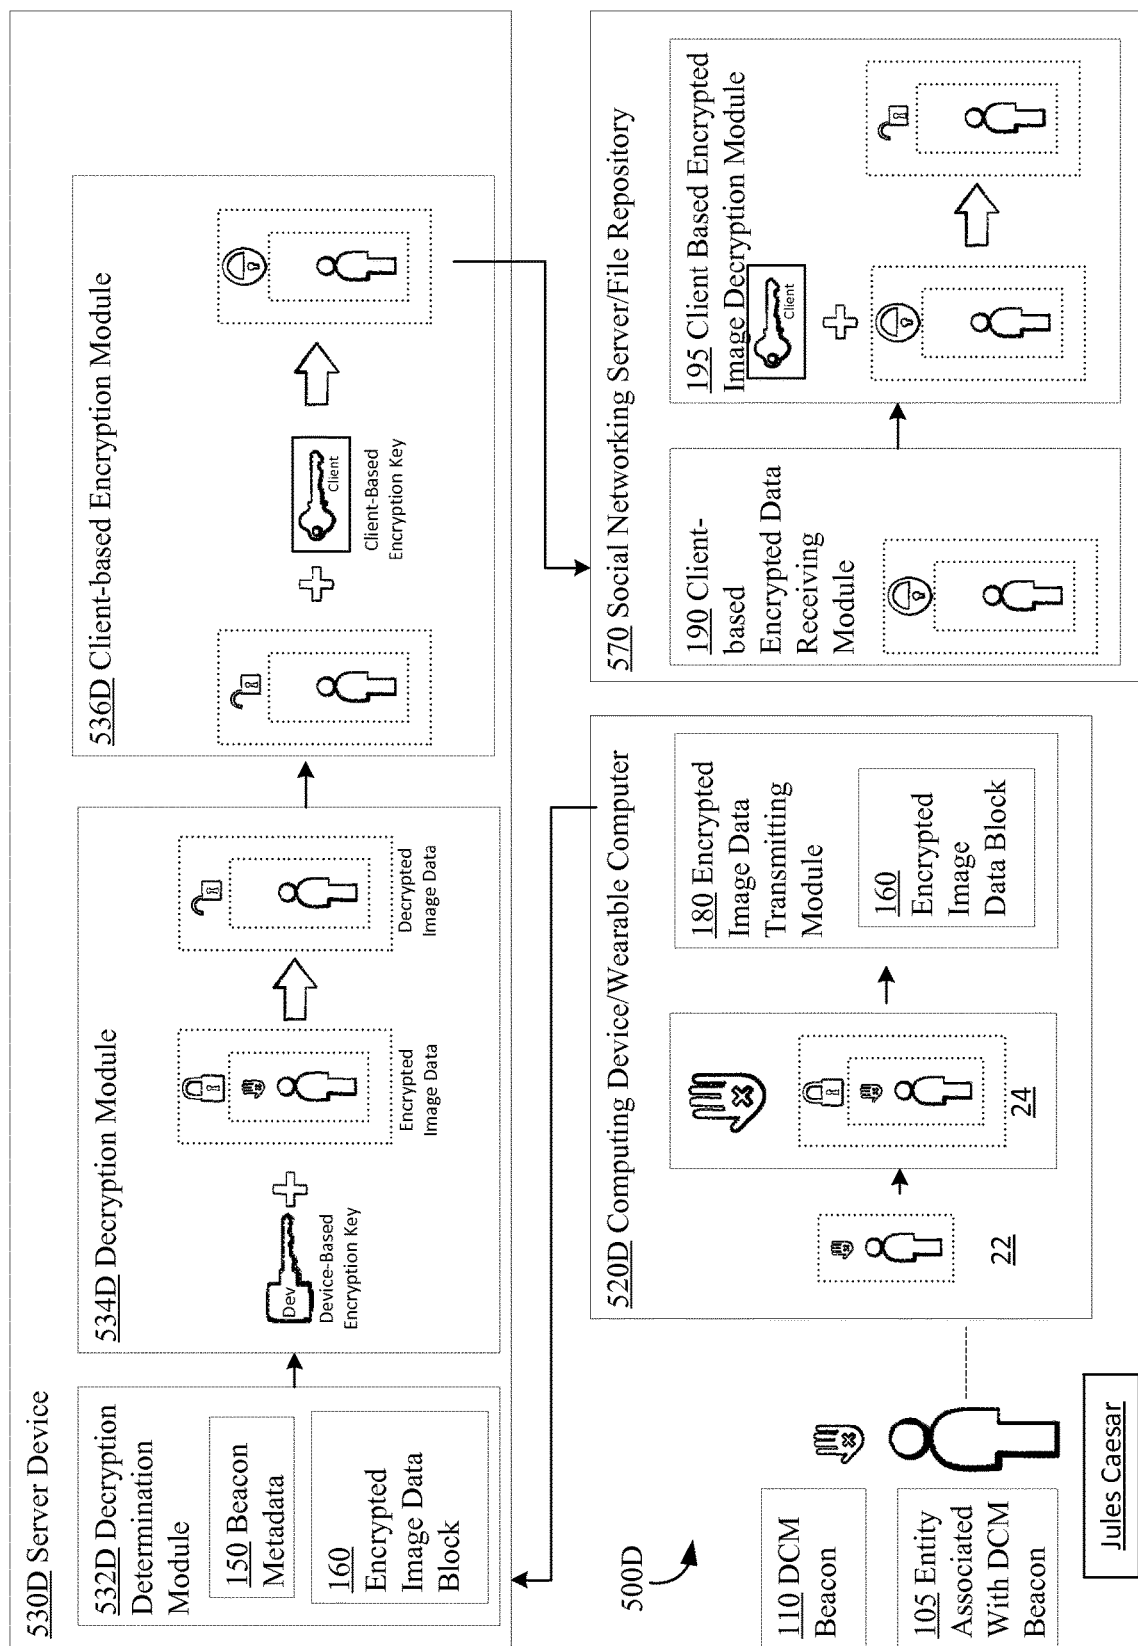 530D Server Device
532D Decryption
Determination
Module
150 Beacon
Metadata
160
Encrypted
Image Data
Block
534D Decryption Module
Dev
Device-Based
Encryption Key
Encrypted
Image Data
Decrypted
Image Data
536D Client-based Encryption Module
Client
Client-Based
Encryption Key
500D
110 DCM
Beacon
105 Entity
Associated
With DCM
Beacon
Jules Caesar
520D Computing Device/Wearable Computer
22
24
180 Encrypted
Image Data
Transmitting
Module
160
Encrypted
Image
Data Block
570 Social Networking Server/File Repository
190 Client-
based
Encrypted Data
Receiving
Module
195 Client Based Encrypted
Image Decryption Module
Client